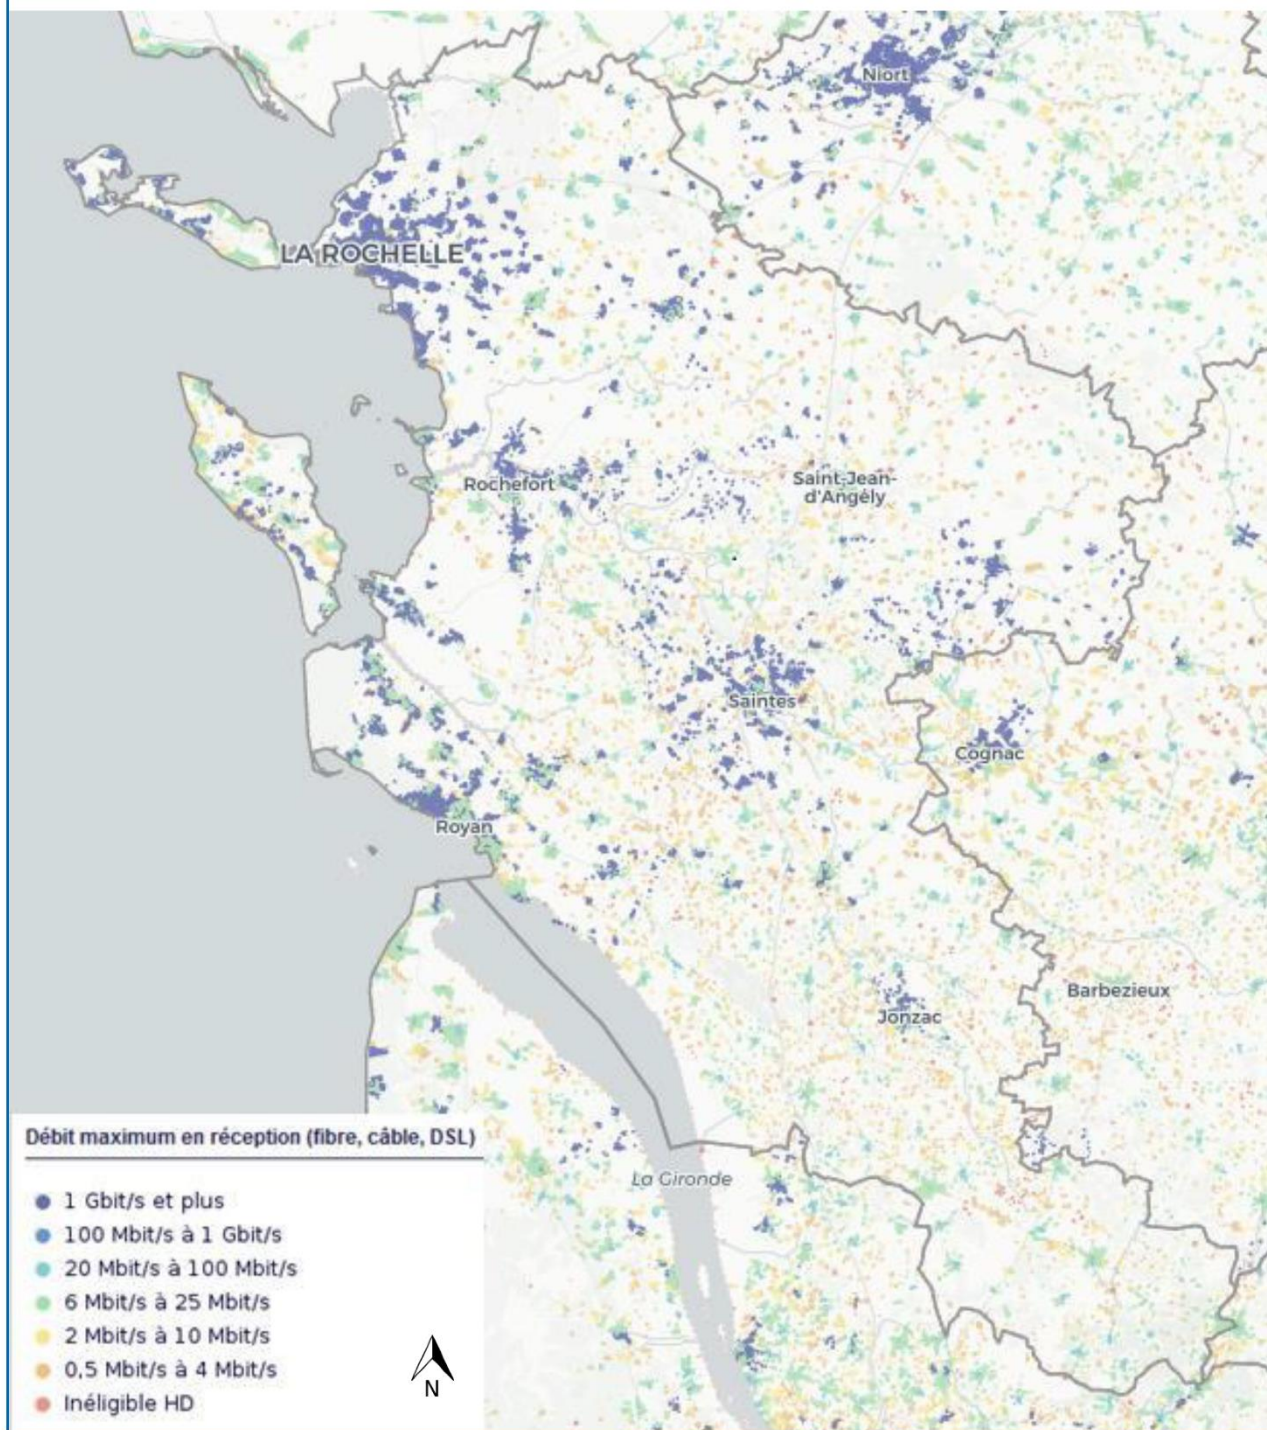 Niort
LA ROCHELLE
Rochefort
Saint-Jean-
d'Angély
Saintes
Cognac
Royan
Barbezieux
Jonzac
La Gironde
Débit maximum en réception (fibre, câble, DSL)
1 Gbit/s et plus
100 Mbit/s à 1 Gbit/s
20 Mbit/s à 100 Mbit/s
6 Mbit/s à 25 Mbit/s
2 Mbit/s à 10 Mbit/s
0,5 Mbit/s à 4 Mbit/s
Inéligible HD
N